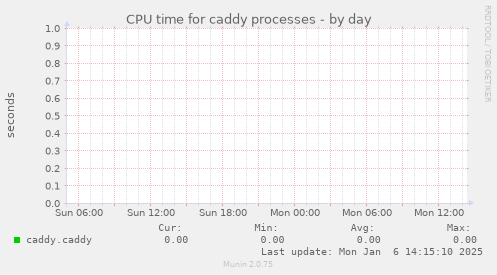 CPU time for caddy processes - by day
RRDTOOL / TOBI OETIKER
seconds
1.0
0.9
0.8
0.7
0.6
0.5
0.4
0.3
0.2
0.1
0.0
Sun 06:00 Sun 12:00 Sun 18:00 Mon 00:00 Mon 06:00 Mon 12:00
Cur: Min: Avg: Max:
caddy.caddy 0.00 0.00 0.00 0.00
Last update: Mon Jan  6 14:15:10 2025
Munin 2.0.75